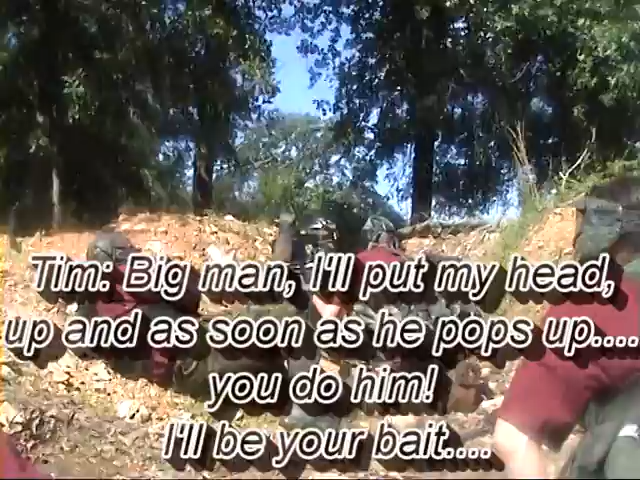 Tim: Big man, i'll put my head,
up and as soon as he pops up....
you do him!
I'll be your bait....